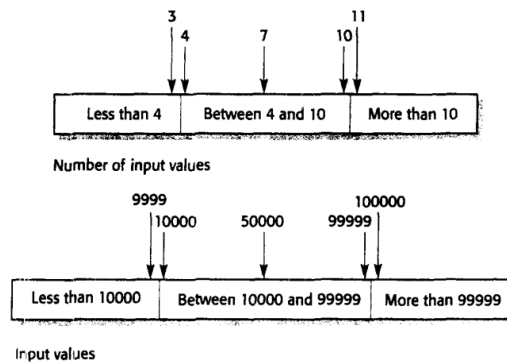 3 11
4 7 10
Less than 4 Between 4 and 10 More than 10
Number of input values
9999 100000
10000 50000 99999
Less than 10000 Between 10000 and 99999 More than 99999
Input values